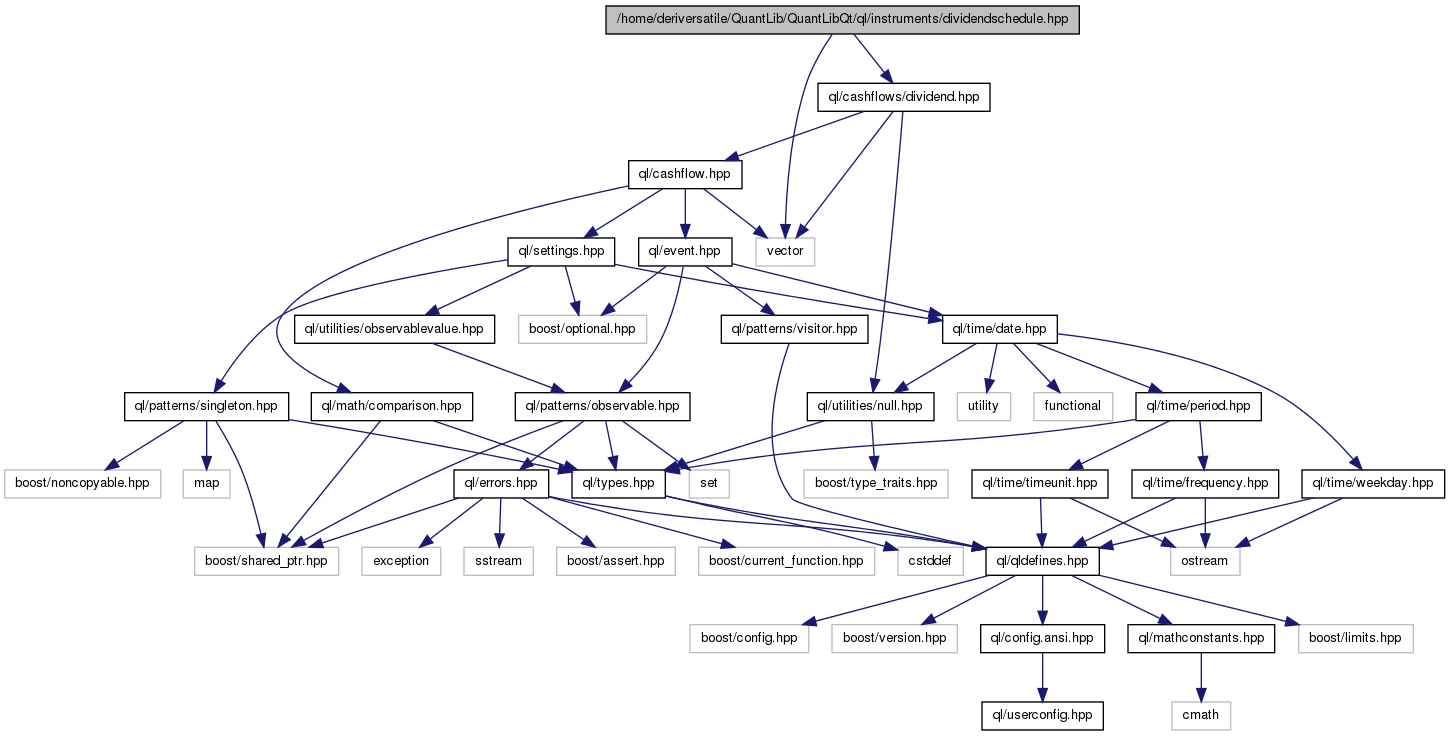 /home/deriversatile/QuantLib/QuantLibQt/ql/instruments/dividendschedule.hpp
ql/cashflows/dividend.hpp
ql/cashflow.hpp
ql/settings.hpp
ql/event.hpp
vector
ql/utilities/observablevalue.hpp
boost/optional.hpp
ql/patterns/visitor.hpp
ql/time/date.hpp
ql/patterns/singleton.hpp
ql/math/comparison.hpp
ql/patterns/observable.hpp
ql/utilities/null.hpp
utility
functional
ql/time/period.hpp
boost/noncopyable.hpp
map
ql/errors.hpp
ql/types.hpp
set
boost/type_traits.hpp
ql/time/timeunit.hpp
ql/time/frequency.hpp
ql/time/weekday.hpp
boost/shared_ptr.hpp
exception
sstream
boost/assert.hpp
boost/current_function.hpp
cstddef
ql/qldefines.hpp
ostream
boost/config.hpp
boost/version.hpp
ql/config.ansi.hpp
ql/mathconstants.hpp
boost/limits.hpp
ql/userconfig.hpp
cmath